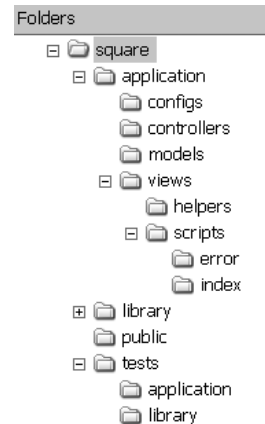 Folders
square
application
configs
controllers
models
views
helpers
scripts
error
index
library
public
tests
application
library